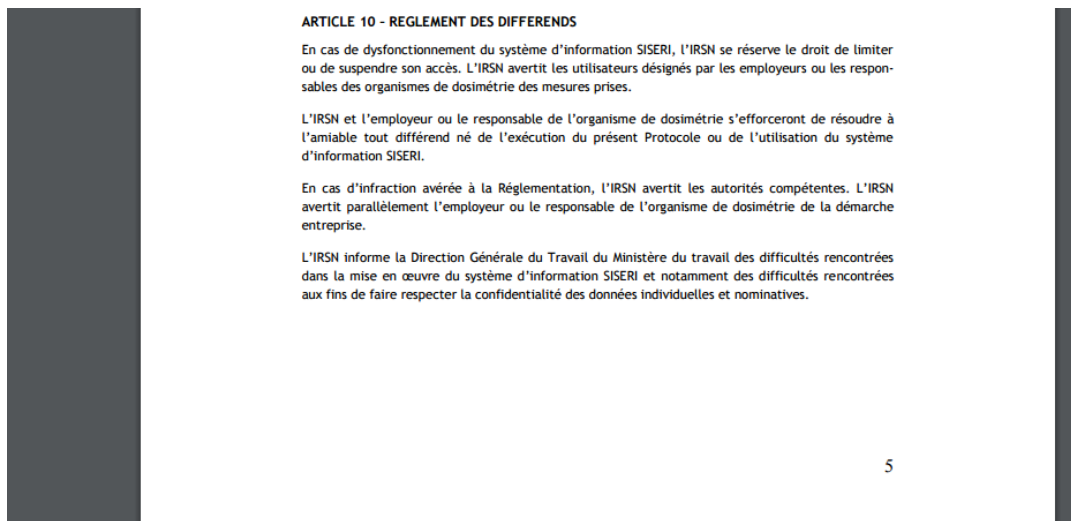 ARTICLE 10 – REGLEMENT DES DIFFERENDS
En cas de dysfonctionnement du système d’information SISERI, l’IRSN se réserve le droit de limiter
ou de suspendre son accès. L’IRSN avertit les utilisateurs désignés par les employeurs ou les respon-
sables des organismes de dosimétrie des mesures prises.
L’IRSN et l’employeur ou le responsable de l’organisme de dosimétrie s’efforceront de résoudre à
l’amiable tout différend né de l’exécution du présent Protocole ou de l’utilisation du système
d’information SISERI.
En cas d’infraction avérée à la Réglementation, l’IRSN avertit les autorités compétentes. L’IRSN
avertit parallèlement l’employeur ou le responsable de l’organisme de dosimétrie de la démarche
entreprise.
L’IRSN informe la Direction Générale du Travail du Ministère du travail des difficultés rencontrées
dans la mise en œuvre du système d’information SISERI et notamment des difficultés rencontrées
aux fins de faire respecter la confidentialité des données individuelles et nominatives.
5